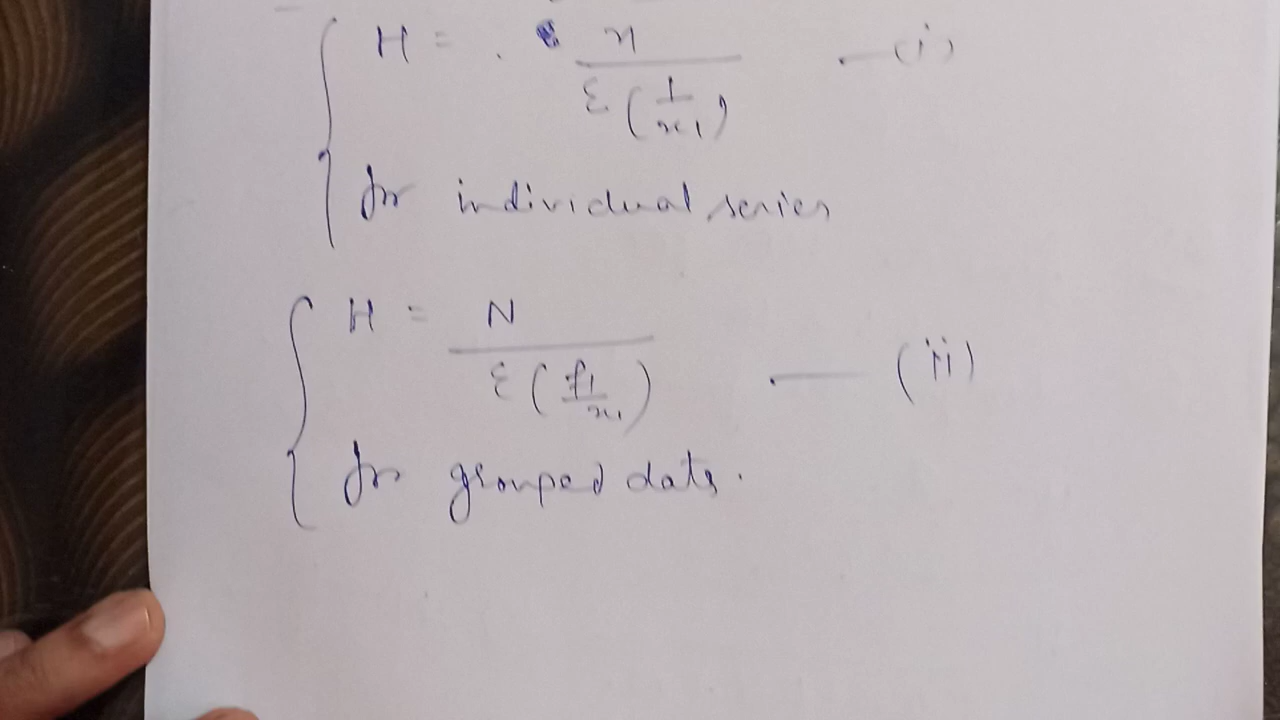 H = n / Σ(1/x₁) —(i)
for individual series
H = N / Σ(f₁/x₁) — (ii)
for grouped data.